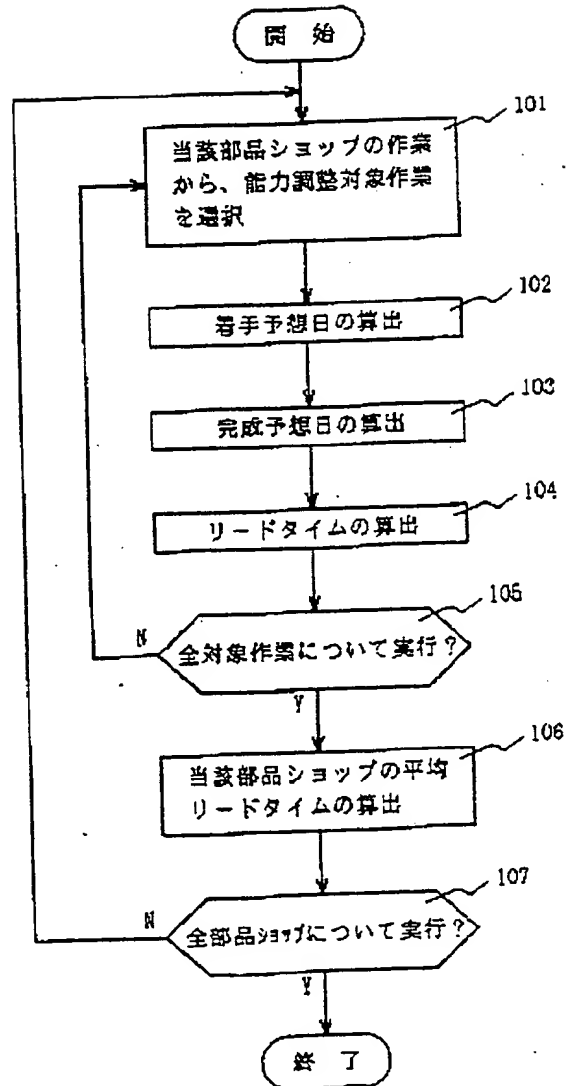 開 始
101
当該部品ショップの作業
から、能力調整対象作業
を選択
102
着手予想日の算出
103
完成予想日の算出
104
リードタイムの算出
105
全対象作業について実行？
N
Y
106
当該部品ショップの平均
リードタイムの算出
107
全部品ショップについて実行？
N
Y
終 了